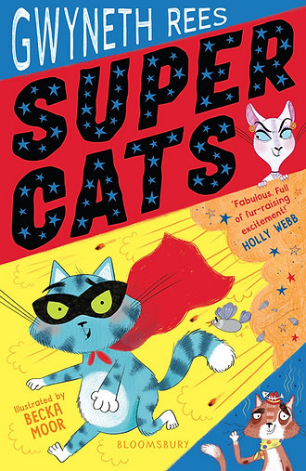 GWYNETH REES
SUPER
CATS
'Fabulous. Full
of fur-raising
excitement!'
HOLLY WEBB
Illustrated by
BECKA
MOOR
BLOOMSBURY